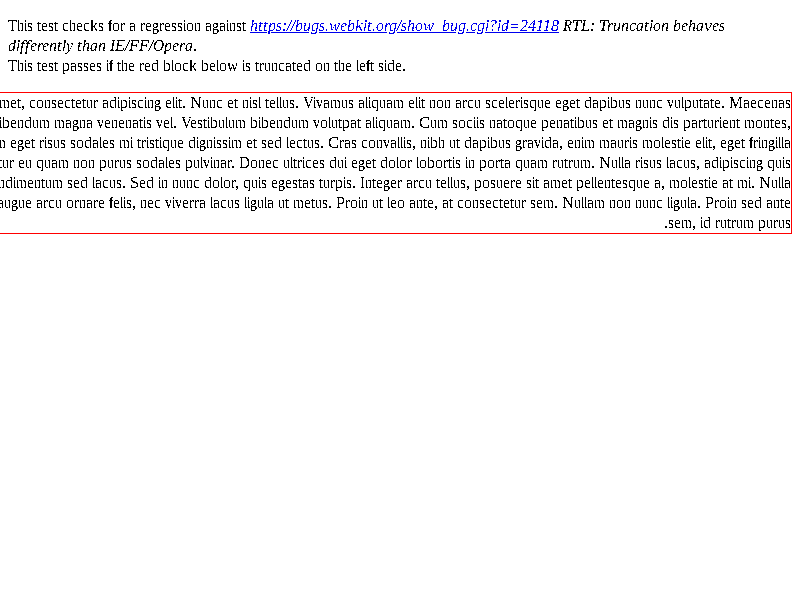 This test checks for a regression against https://bugs.webkit.org/show_bug.cgi?id=24118 RTL: Truncation behaves
differently than IE/FF/Opera.
This test passes if the red block below is truncated on the left side.
met, consectetur adipiscing elit. Nunc et nisl tellus. Vivamus aliquam elit non arcu scelerisque eget dapibus nunc vulputate. Maecenas
ibendum magna venenatis vel. Vestibulum bibendum volutpat aliquam. Cum sociis natoque penatibus et magnis dis parturient montes,
n eget risus sodales mi tristique dignissim et sed lectus. Cras convallis, nibh ut dapibus gravida, enim mauris molestie elit, eget fringilla
tur eu quam non purus sodales pulvinar. Donec ultrices dui eget dolor lobortis in porta quam rutrum. Nulla risus lacus, adipiscing quis
ndimentum sed lacus. Sed in nunc dolor, quis egestas turpis. Integer arcu tellus, posuere sit amet pellentesque a, molestie at mi. Nulla
augue arcu ornare felis, nec viverra lacus ligula ut metus. Proin ut leo ante, at consectetur sem. Nullam non nunc ligula. Proin sed ante
.sem, id rutrum purus